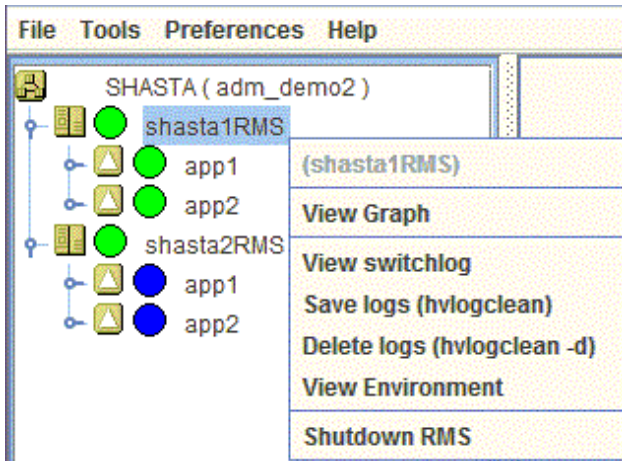 File Tools Preferences Help
SHASTA ( adm_demo2 )
shasta1RMS
app1
app2
shasta2RMS
app1
app2
(shasta1RMS)
View Graph
View switchlog
Save logs (hvlogclean)
Delete logs (hvlogclean -d)
View Environment
Shutdown RMS